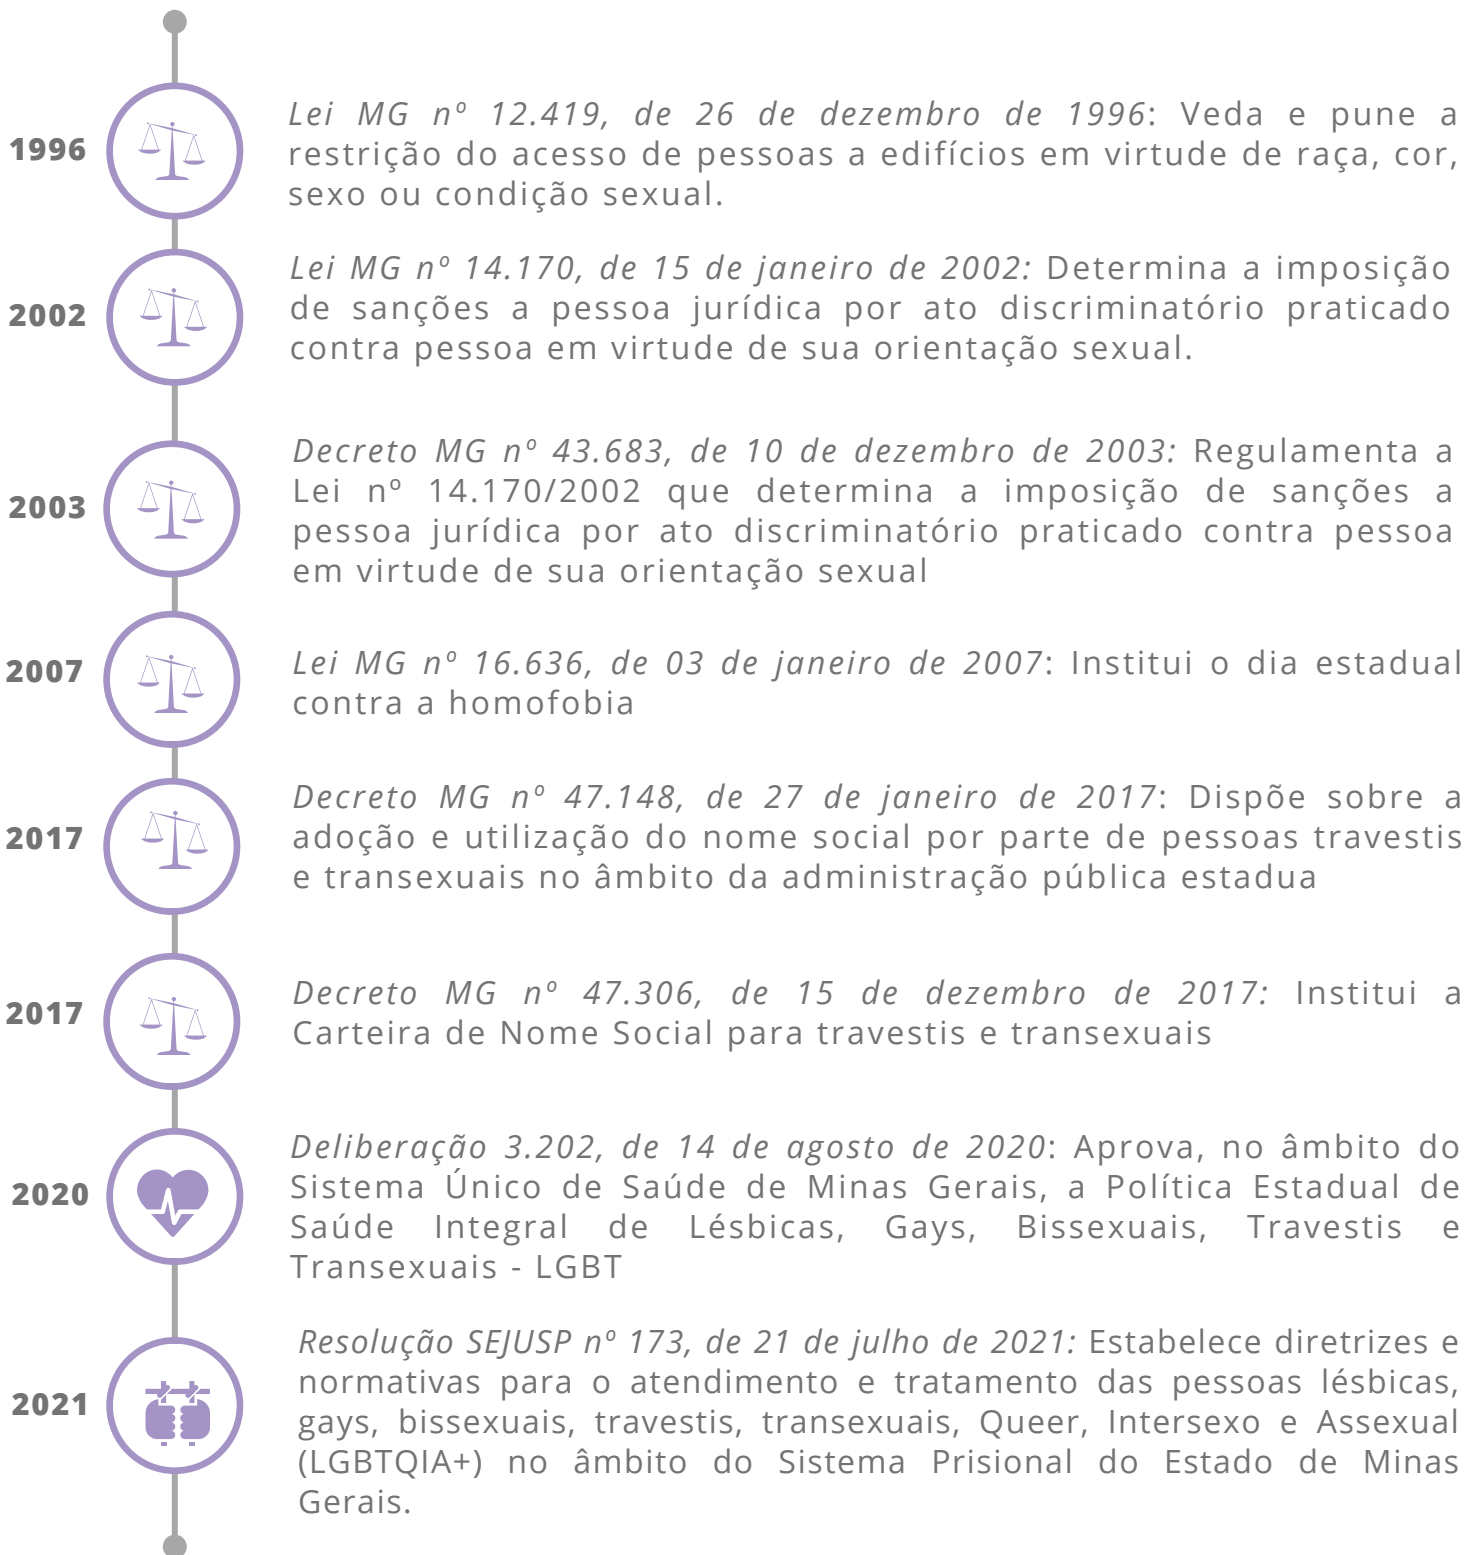 1996
Lei MG nº 12.419, de 26 de dezembro de 1996: Veda e pune a
restrição do acesso de pessoas a edifícios em virtude de raça, cor,
sexo ou condição sexual.
2002
Lei MG nº 14.170, de 15 de janeiro de 2002: Determina a imposição
de sanções a pessoa jurídica por ato discriminatório praticado
contra pessoa em virtude de sua orientação sexual.
2003
Decreto MG nº 43.683, de 10 de dezembro de 2003: Regulamenta a
Lei nº 14.170/2002 que determina a imposição de sanções a
pessoa jurídica por ato discriminatório praticado contra pessoa
em virtude de sua orientação sexual
2007
Lei MG nº 16.636, de 03 de janeiro de 2007: Institui o dia estadual
contra a homofobia
2017
Decreto MG nº 47.148, de 27 de janeiro de 2017: Dispõe sobre a
adoção e utilização do nome social por parte de pessoas travestis
e transexuais no âmbito da administração pública estadua
2017
Decreto MG nº 47.306, de 15 de dezembro de 2017: Institui a
Carteira de Nome Social para travestis e transexuais
2020
Deliberação 3.202, de 14 de agosto de 2020: Aprova, no âmbito do
Sistema Único de Saúde de Minas Gerais, a Política Estadual de
Saúde Integral de Lésbicas, Gays, Bissexuais, Travestis e
Transexuais - LGBT
2021
Resolução SEJUSP nº 173, de 21 de julho de 2021: Estabelece diretrizes e
normativas para o atendimento e tratamento das pessoas lésbicas,
gays, bissexuais, travestis, transexuais, Queer, Intersexo e Assexual
(LGBTQIA+) no âmbito do Sistema Prisional do Estado de Minas
Gerais.